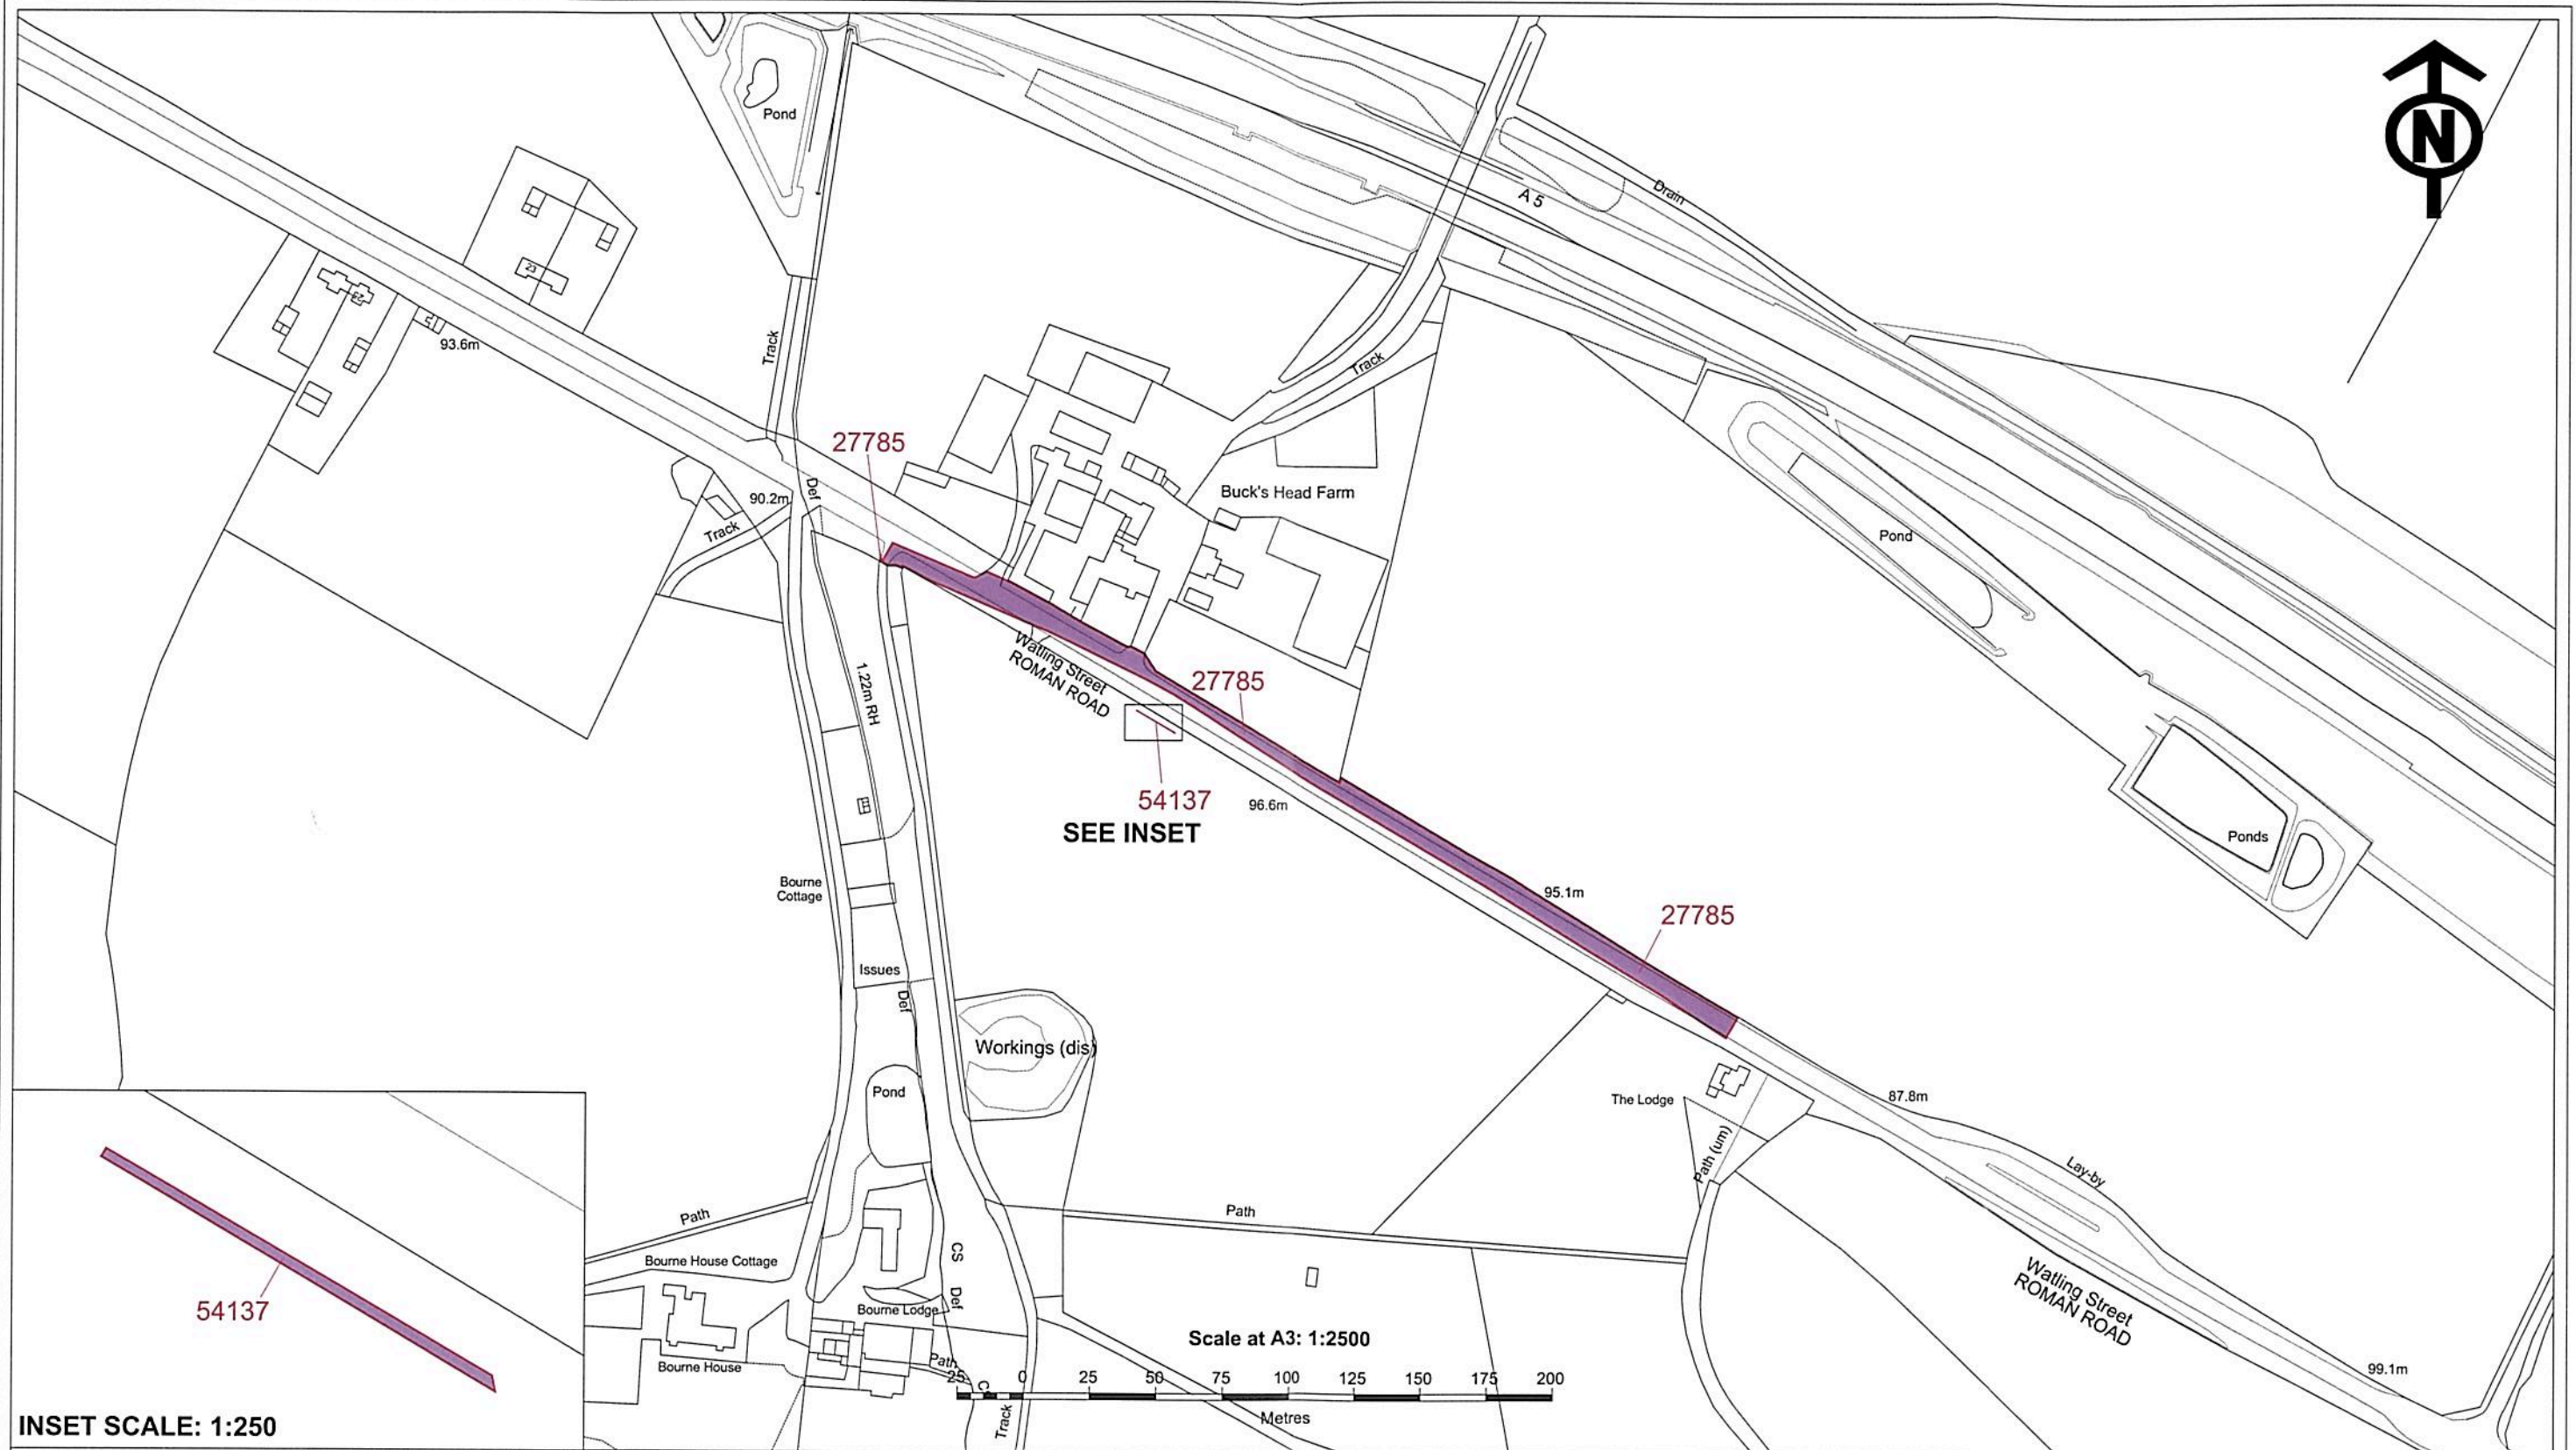 N
Pond
A 5
Drain
23
25
93.6m
Track
Track
27785
90.2m
Def
Track
Buck's Head Farm
Pond
Watling Street
ROMAN ROAD
1.22m RH
27785
54137
SEE INSET
96.6m
Ponds
Bourne
Cottage
95.1m
27785
Issues
Def
Workings (dis)
Pond
The Lodge
87.8m
Path (um)
Lay-by
Path
Path
Bourne House Cottage
CS
Def
Bourne Lodge
Watling Street
ROMAN ROAD
54137
Scale at A3: 1:2500
Bourne House
Path
99.1m
25 0 25 50 75 100 125 150 175 200
Metres
Track
INSET SCALE: 1:250